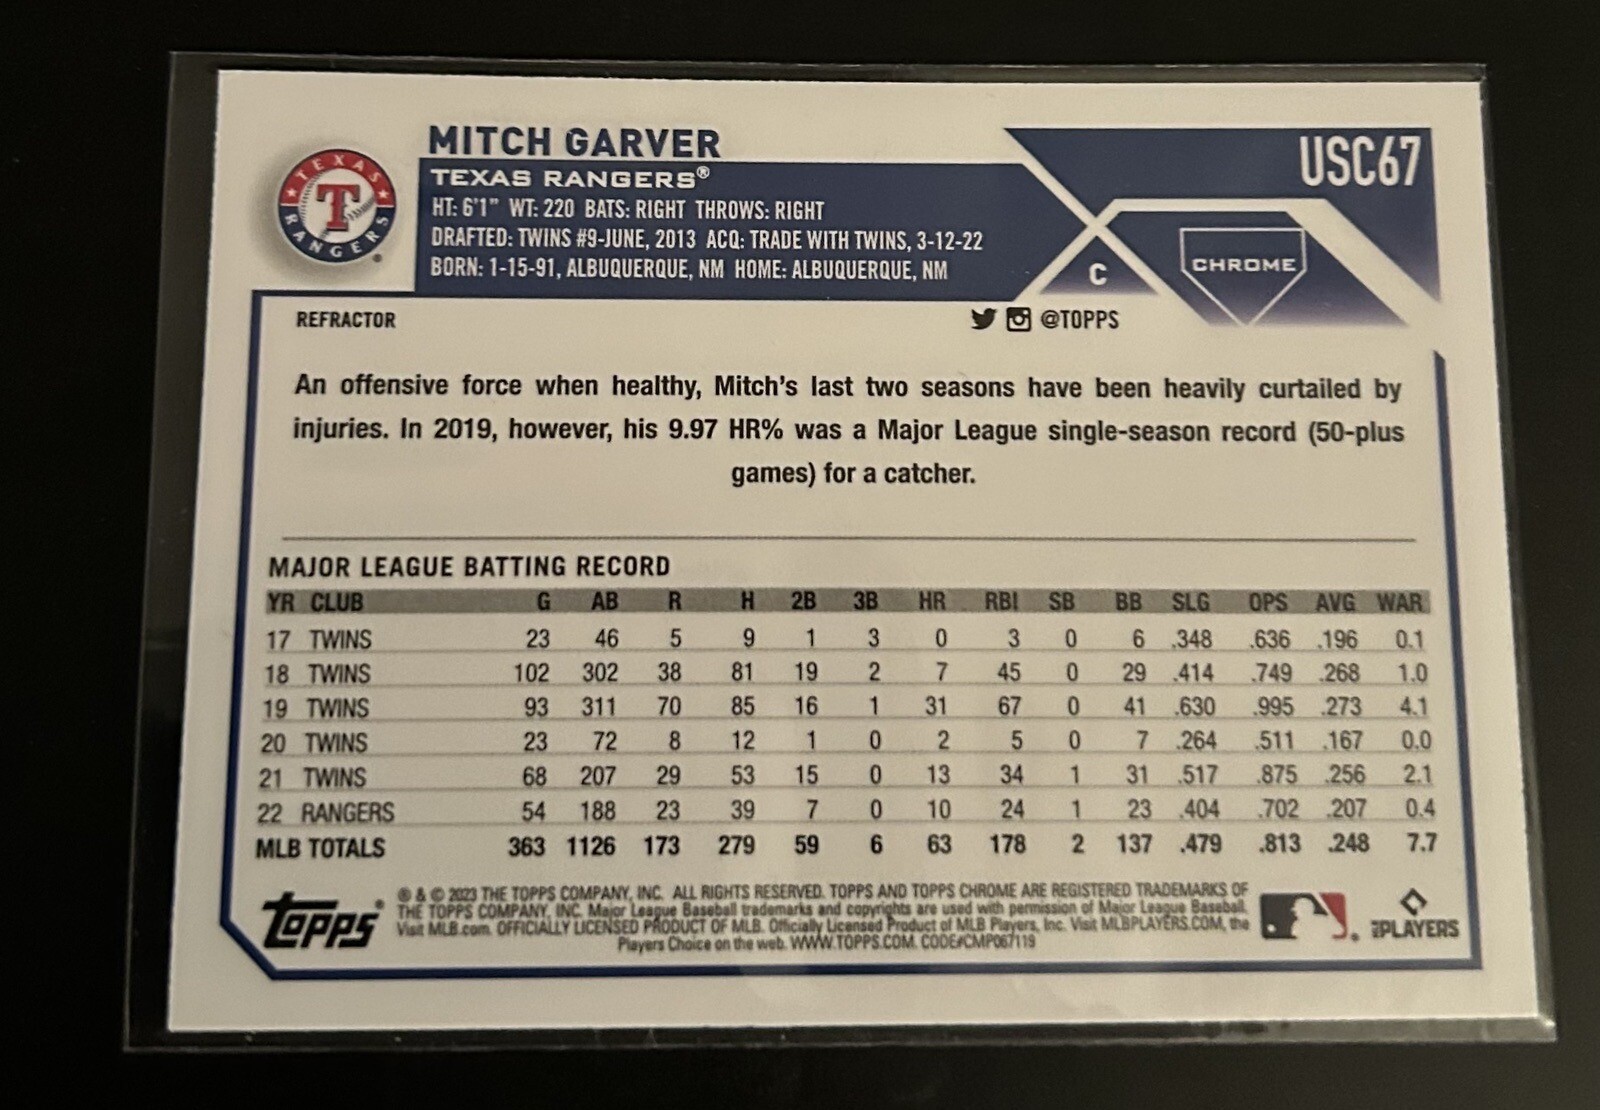 MITCH GARVER
USC67
TEXAS RANGERS®
HT: 6'1" WT: 220 BATS: RIGHT THROWS: RIGHT
DRAFTED: TWINS #9-JUNE, 2013 ACQ: TRADE WITH TWINS, 3-12-22
BORN: 1-15-91, ALBUQUERQUE, NM HOME: ALBUQUERQUE, NM
TEXAS RANGERS
T
C
CHROME
REFRACTOR
@TOPPS
An offensive force when healthy, Mitch's last two seasons have been heavily curtailed by
injuries. In 2019, however, his 9.97 HR% was a Major League single-season record (50-plus
games) for a catcher.
MAJOR LEAGUE BATTING RECORD
YR CLUB G AB R H 2B 3B HR RBI SB BB SLG OPS AVG WAR
17 TWINS 23 46 5 9 1 3 0 3 0 6 .348 .636 .196 0.1
18 TWINS 102 302 38 81 19 2 7 45 0 29 .414 .749 .268 1.0
19 TWINS 93 311 70 85 16 1 31 67 0 41 .630 .995 .273 4.1
20 TWINS 23 72 8 12 1 0 2 5 0 7 .264 .511 .167 0.0
21 TWINS 68 207 29 53 15 0 13 34 1 31 .517 .875 .256 2.1
22 RANGERS 54 188 23 39 7 0 10 24 1 23 .404 .702 .207 0.4
MLB TOTALS 363 1126 173 279 59 6 63 178 2 137 .479 .813 .248 7.7
Topps®
® & © 2023 THE TOPPS COMPANY, INC. ALL RIGHTS RESERVED. TOPPS AND TOPPS CHROME ARE REGISTERED TRADEMARKS OF
THE TOPPS COMPANY, INC. Major League Baseball trademarks and copyrights are used with permission of Major League Baseball.
Visit MLB.com. OFFICIALLY LICENSED PRODUCT OF MLB. Officially Licensed Product of MLB Players, Inc. Visit MLBPLAYERS.COM, the
Players Choice on the web. WWW.TOPPS.COM. CODE#CMP067119
MLBPLAYERS